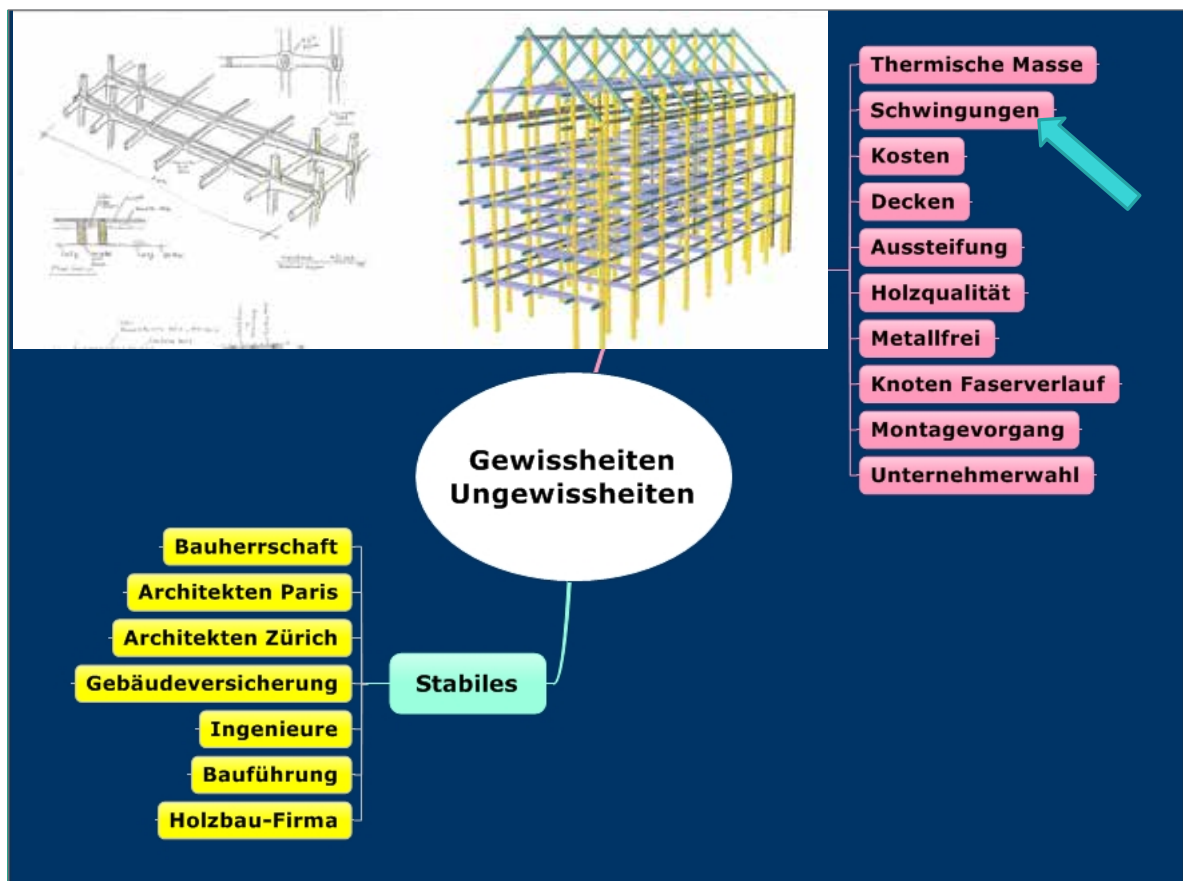 Thermische Masse
Schwingungen
Kosten
Decken
Aussteifung
Holzqualität
Metallfrei
Knoten Faserverlauf
Montagevorgang
Unternehmerwahl
Gewissheiten
Ungewissheiten
Bauherrschaft
Architekten Paris
Architekten Zürich
Gebäudeversicherung
Ingenieure
Bauführung
Holzbau-Firma
Stabiles